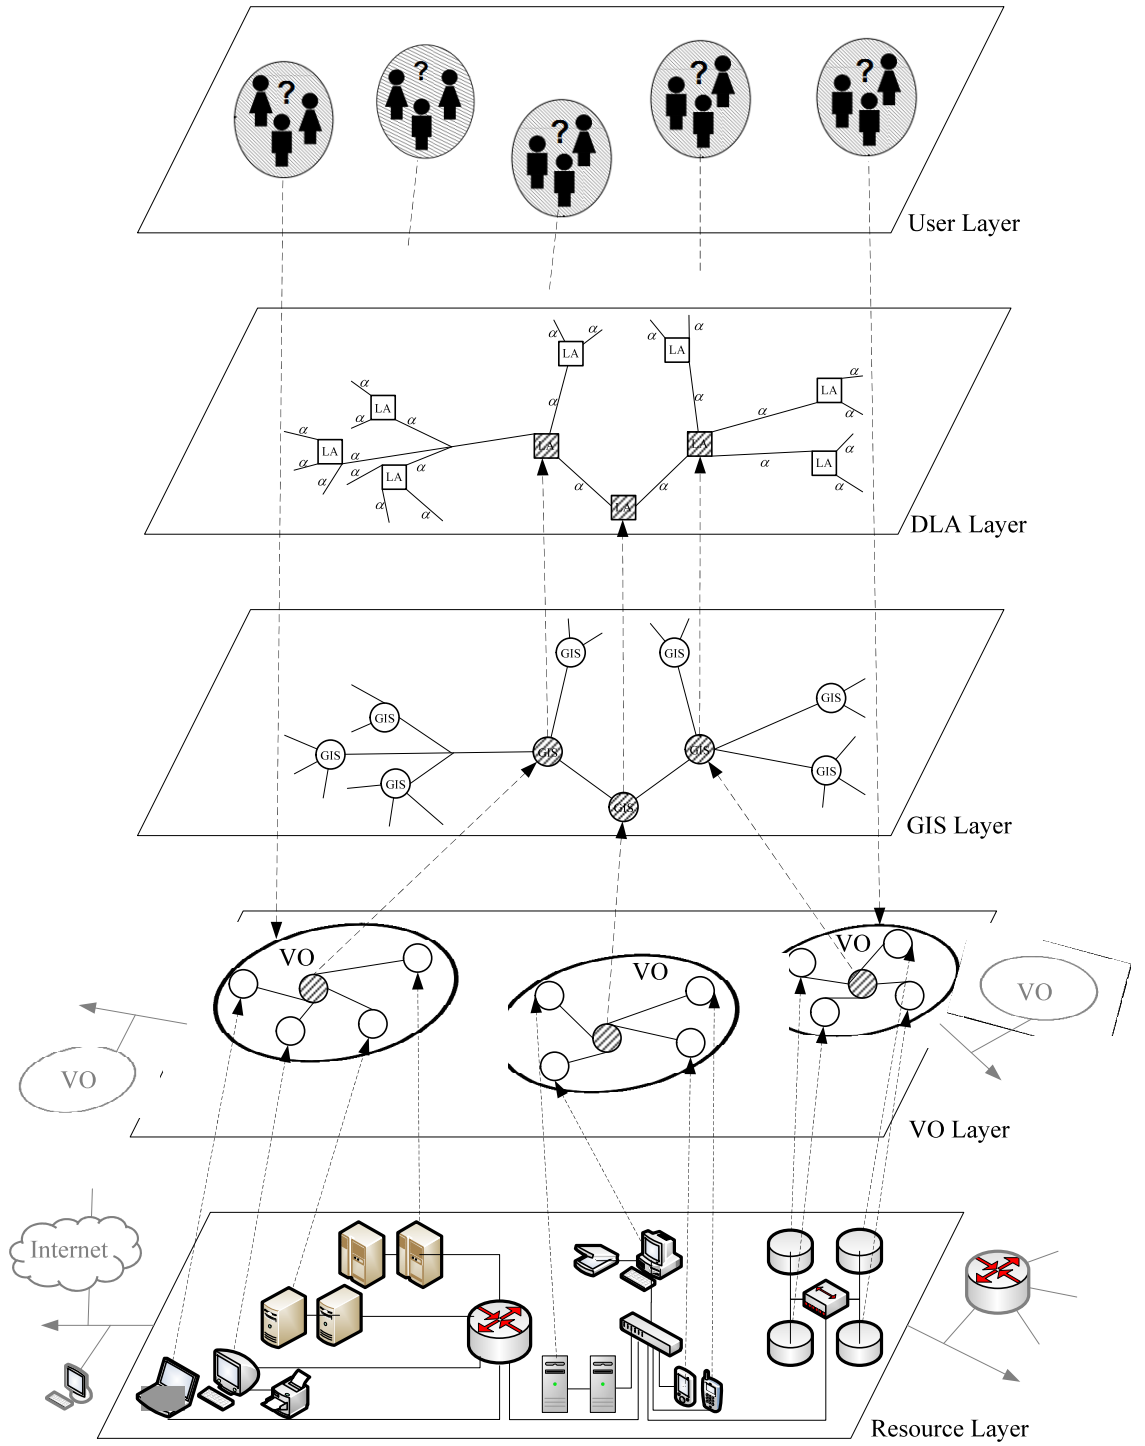 ?
?
?
?
?
User Layer
α
α
α
α
LA
LA
α
α
LA
α
α
α
LA
α
α
α
α
LA
α
α
LA
LA
α
α
LA
α
α
LA
α
α
α
α
LA
α
α
α
LA
α
α
DLA Layer
GIS
GIS
GIS
GIS
GIS
GIS
GIS
GIS
GIS
GIS
GIS Layer
VO
VO
VO
VO
VO
VO Layer
Internet
Resource Layer